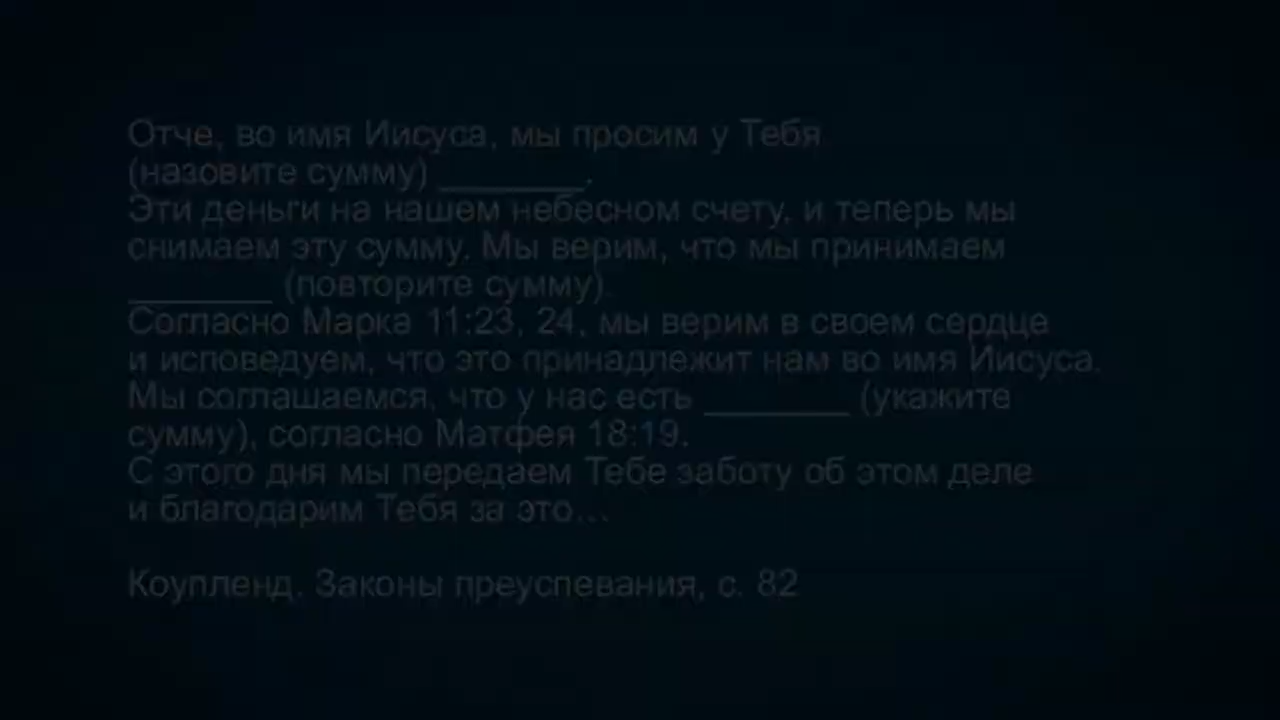 Отче, во имя Иисуса, мы просим у Тебя
(назовите сумму) ________.
Эти деньги на нашем небесном счету, и теперь мы
снимаем эту сумму. Мы верим, что мы принимаем
________ (повторите сумму).
Согласно Марка 11:23, 24, мы верим в своем сердце
и исповедуем, что это принадлежит нам во имя Иисуса.
Мы соглашаемся, что у нас есть ________ (укажите
сумму), согласно Матфея 18:19.
С этого дня мы передаем Тебе заботу об этом деле
и благодарим Тебя за это...
Коупленд. Законы преуспевания, с. 82